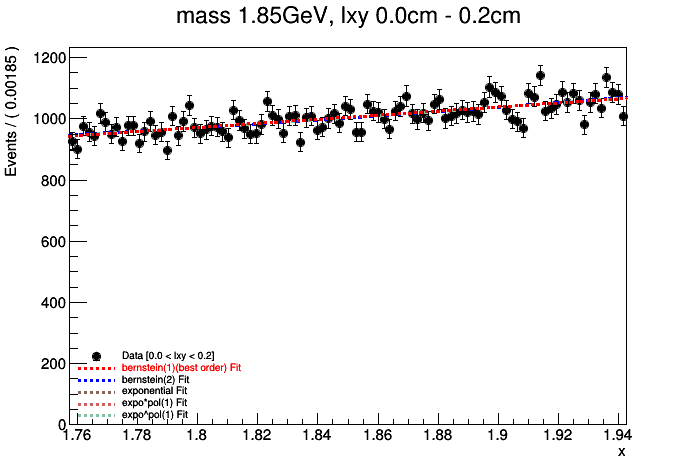 mass 1.85GeV, lxy 0.0cm - 0.2cm
Events / ( 0.00185 )
1200
1000
800
600
400
200
0
Data [0.0 < lxy < 0.2]
bernstein(1)(best order) Fit
bernstein(2) Fit
exponential Fit
expo*pol(1) Fit
expo^pol(1) Fit
1.76 1.78 1.8 1.82 1.84 1.86 1.88 1.9 1.92 1.94
x